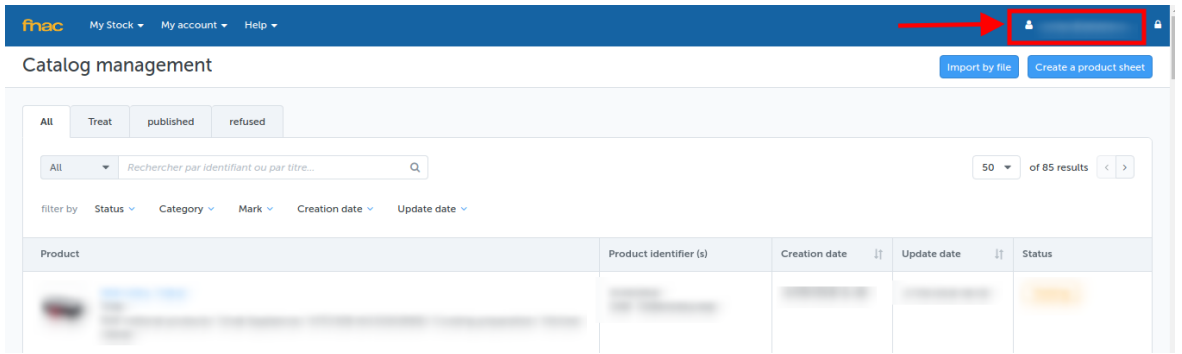 fnac My Stock My account Help
Catalog management Import by file Create a product sheet
All Treat published refused
All Rechercher par identifiant ou par titre... 50 of 85 results
filter by Status Category Mark Creation date Update date
Product Product identifier (s) Creation date Update date Status